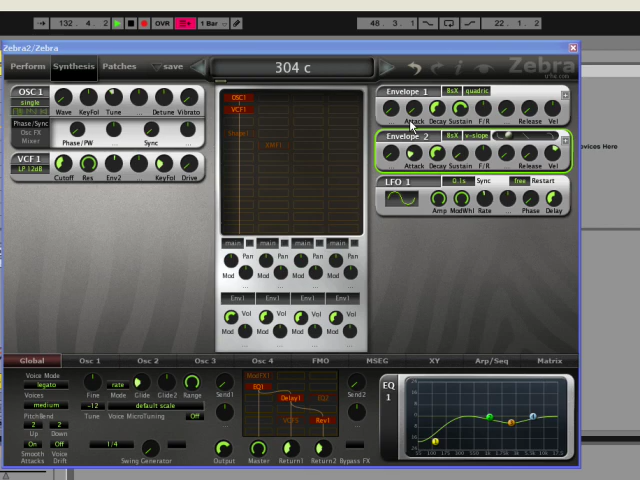 132. 4. 2 OVR 1 Bar 48. 3. 1 22. 1. 2
Zebra2/Zebra
Perform Synthesis Patches save 304 c Zebra
u-he.com
OSC 1
single
Wave KeyFol Tune ... Detune Vibrato
Phase/Sync
Osc FX
Mixer
Phase/PW ... Sync ...
VCF 1
LP 12dB
Cutoff Res Env2 ... KeyFol Drive
OSC1
VCF1
Shape1
XMF1
main main main main
Pan Pan Pan Pan
Mod Mod Mod Mod
... ... ... ...
Env1 Env1 Env1 Env1
Vol Vol Vol Vol
Mod Mod Mod Mod
... ... ... ...
Envelope 1 8sX quadric
... Attack Decay Sustain F/R ... Release Vel
Envelope 2 8sX v-slope
... Attack Decay Sustain F/R ... Release Vel
LFO 1 0.1s Sync free Restart
Amp ModWhl Rate ... Phase Delay
evices Here
Global Osc 1 Osc 2 Osc 3 Osc 4 FMO MSEG XY Arp/Seq Matrix
Voice Mode
legato
Voices
medium
PitchBend
2 2
Up Down
On Off
Smooth Attacks
Voice Drift
rate
Fine Mode Glide Glide2 Range
-12 default scale
Tune Voice MicroTuning Off
1/4
Swing Generator
Send1
...
Output
ModFX1
EQ1
Delay1 EQ2
VCF5 Rev1
Send2
...
Master Return1 Return2 Bypass FX
EQ
1